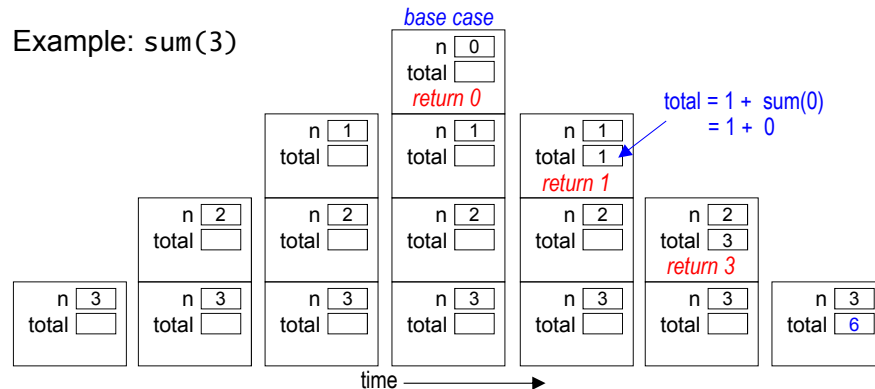 base case
Example: sum(3)
n 0
total
return 0
total = 1 + sum(0)
= 1 + 0
n 1 n 1 n 1
total total total 1
return 1
n 2 n 2 n 2 n 2 n 2
total total total total total 3
return 3
n 3 n 3 n 3 n 3 n 3 n 3 n 3
total total total total total total total 6
time